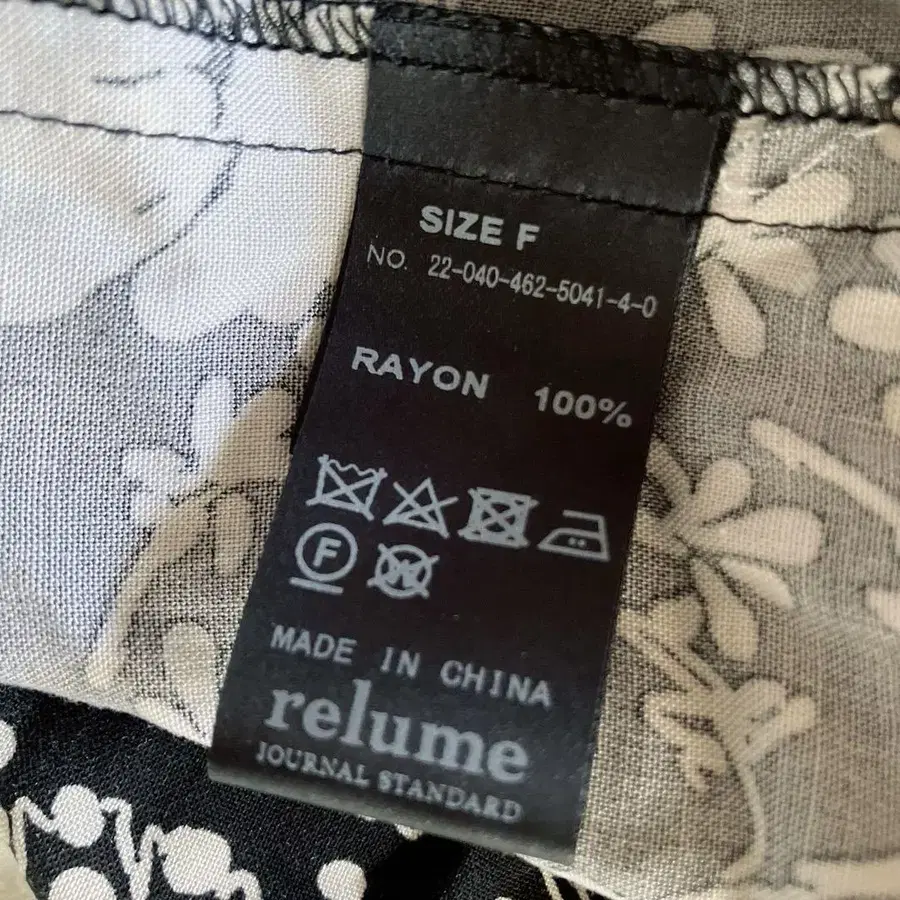 SIZE F
NO. 22-040-462-5041-4-0
RAYON 100%
F W
MADE IN CHINA
relume
JOURNAL STANDARD